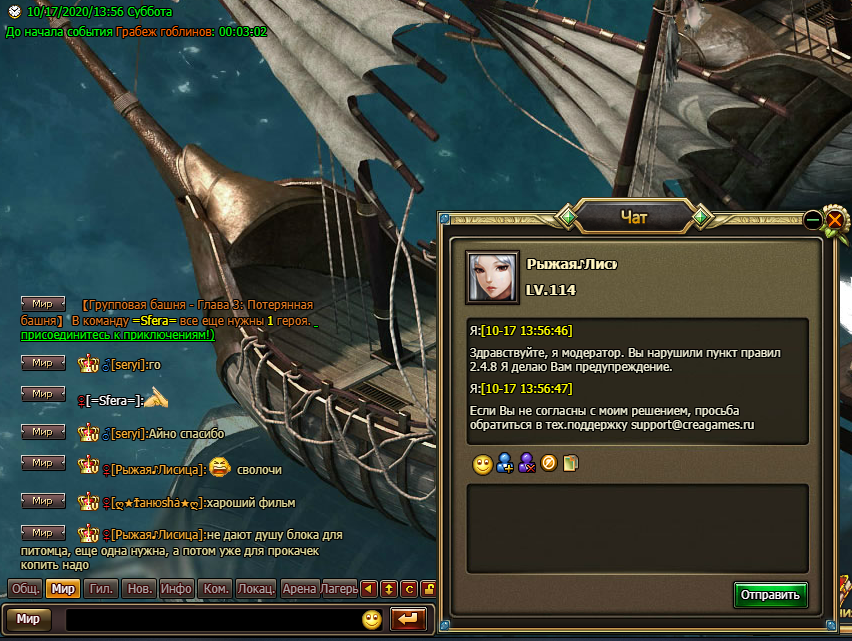 10/17/2020/13:56 Суббота
До начала события Грабеж гоблинов: 00:03:02
Мир 【Групповая башня - Глава 3: Потерянная
башня】 В команду =Sfera= все еще нужны 1 героя.
присоединитесь к приключениям!)
Мир [seryi]:го
Мир [=Sfera=]:
Мир [seryi]:Айно спасибо
Мир [Рыжая♪Лисица]: сволочи
Мир :хароший фильм
Мир [Рыжая♪Лисица]:не дают душу блока для
питомца, еще одна нужна, а потом уже для прокачек
копить надо
Общ. Мир Гил. Нов. Инфо Ком. Локац. Арена Лагерь
Мир
Чат
Рыжая♪Лиси
LV.114
Я:[10-17 13:56:46]
Здравствуйте, я модератор. Вы нарушили пункт правил
2.4.8 Я делаю Вам предупреждение.
Я:[10-17 13:56:47]
Если Вы не согласны с моим решением, просьба
обратиться в тех.поддержку support@creagames.ru
Отправить